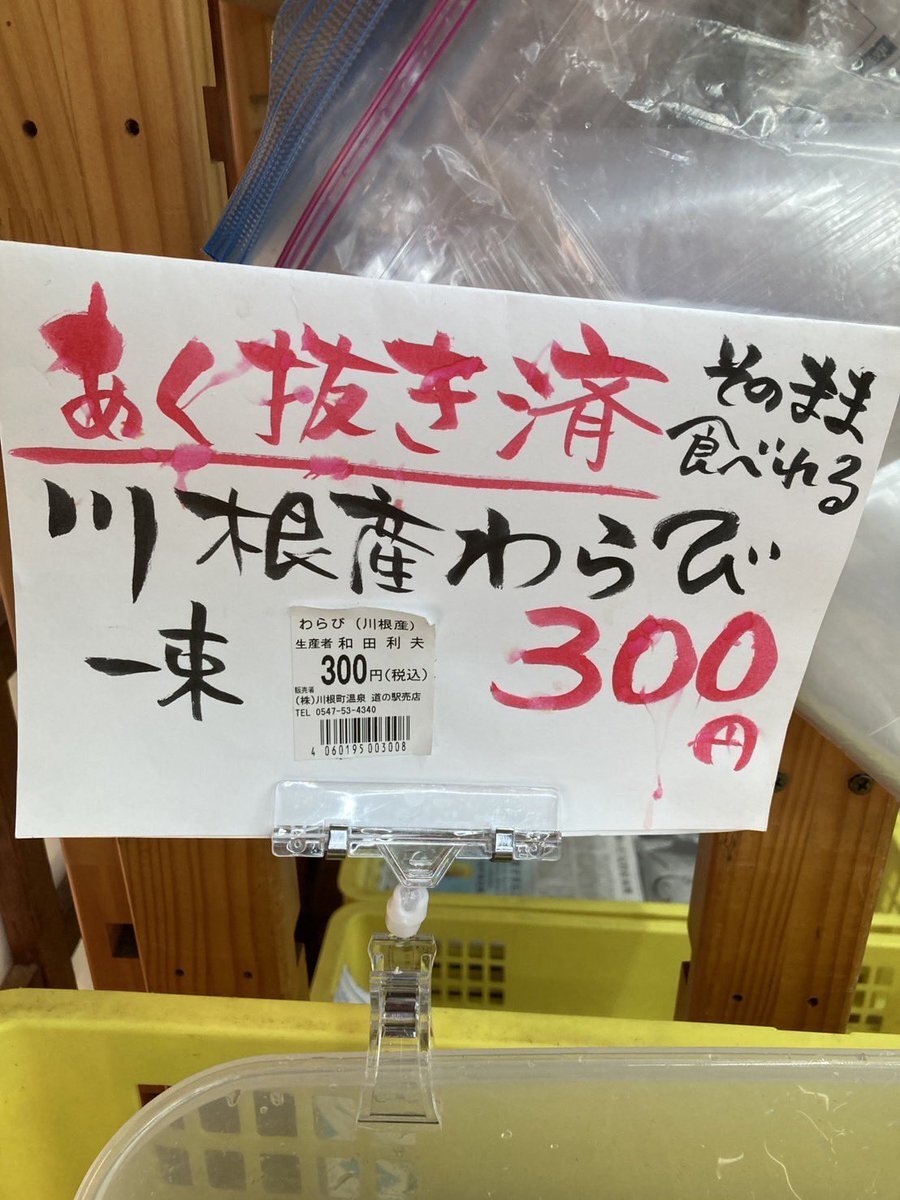 あく抜き済
そのまま
食べれる
川根産わらび
一束
300
円
わらび (川根産)
生産者 和田利夫
300円(税込)
販売者
(株)川根町温泉 道の駅売店
TEL 0547-53-4340
4 060195 003008